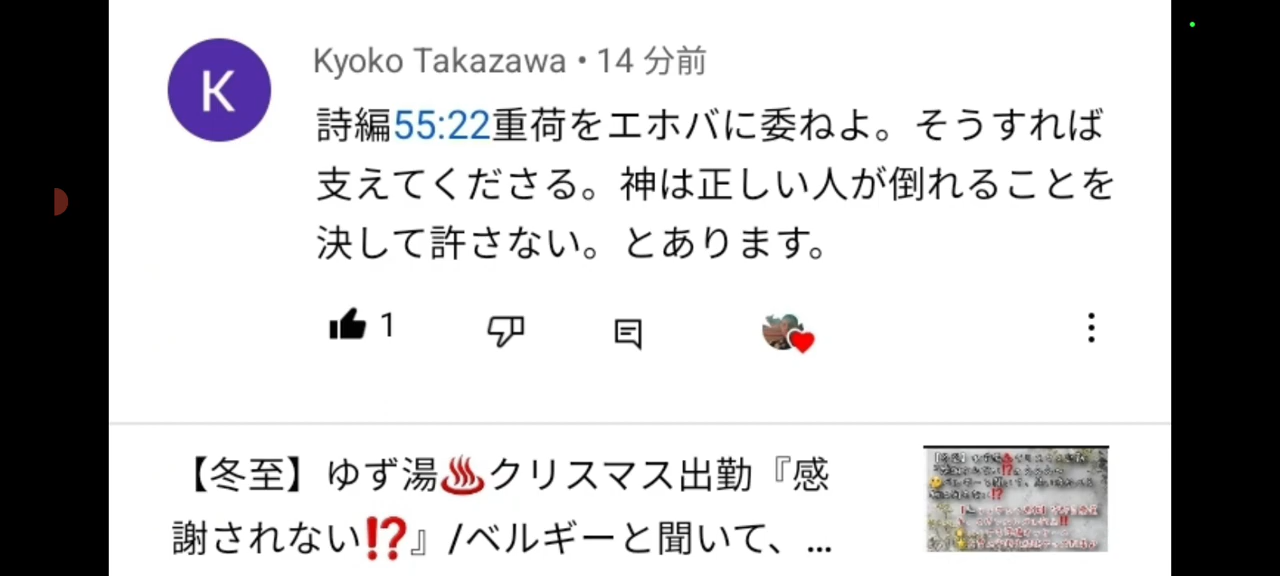 K
Kyoko Takazawa • 14 分前
詩編55:22重荷をエホバに委ねよ。そうすれば
支えてくださる。神は正しい人が倒れることを
決して許さない。とあります。
1
【冬至】ゆず湯♨️クリスマス出勤『感
謝されない⁉️』/ベルギーと聞いて、...